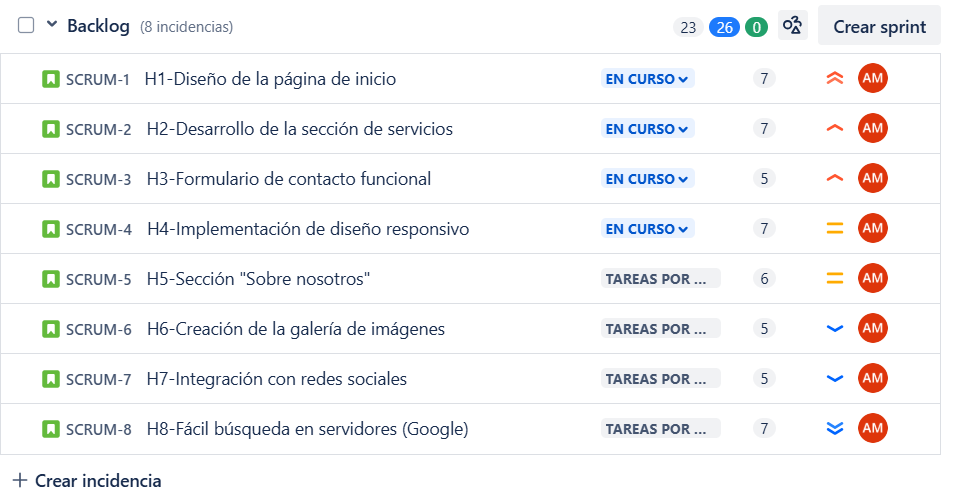 Backlog (8 incidencias) 23 26 0 Crear sprint
SCRUM-1 H1-Diseño de la página de inicio EN CURSO 7 AM
SCRUM-2 H2-Desarrollo de la sección de servicios EN CURSO 7 AM
SCRUM-3 H3-Formulario de contacto funcional EN CURSO 5 AM
SCRUM-4 H4-Implementación de diseño responsivo EN CURSO 7 AM
SCRUM-5 H5-Sección "Sobre nosotros" TAREAS POR ... 6 AM
SCRUM-6 H6-Creación de la galería de imágenes TAREAS POR ... 5 AM
SCRUM-7 H7-Integración con redes sociales TAREAS POR ... 5 AM
SCRUM-8 H8-Fácil búsqueda en servidores (Google) TAREAS POR ... 7 AM
+ Crear incidencia